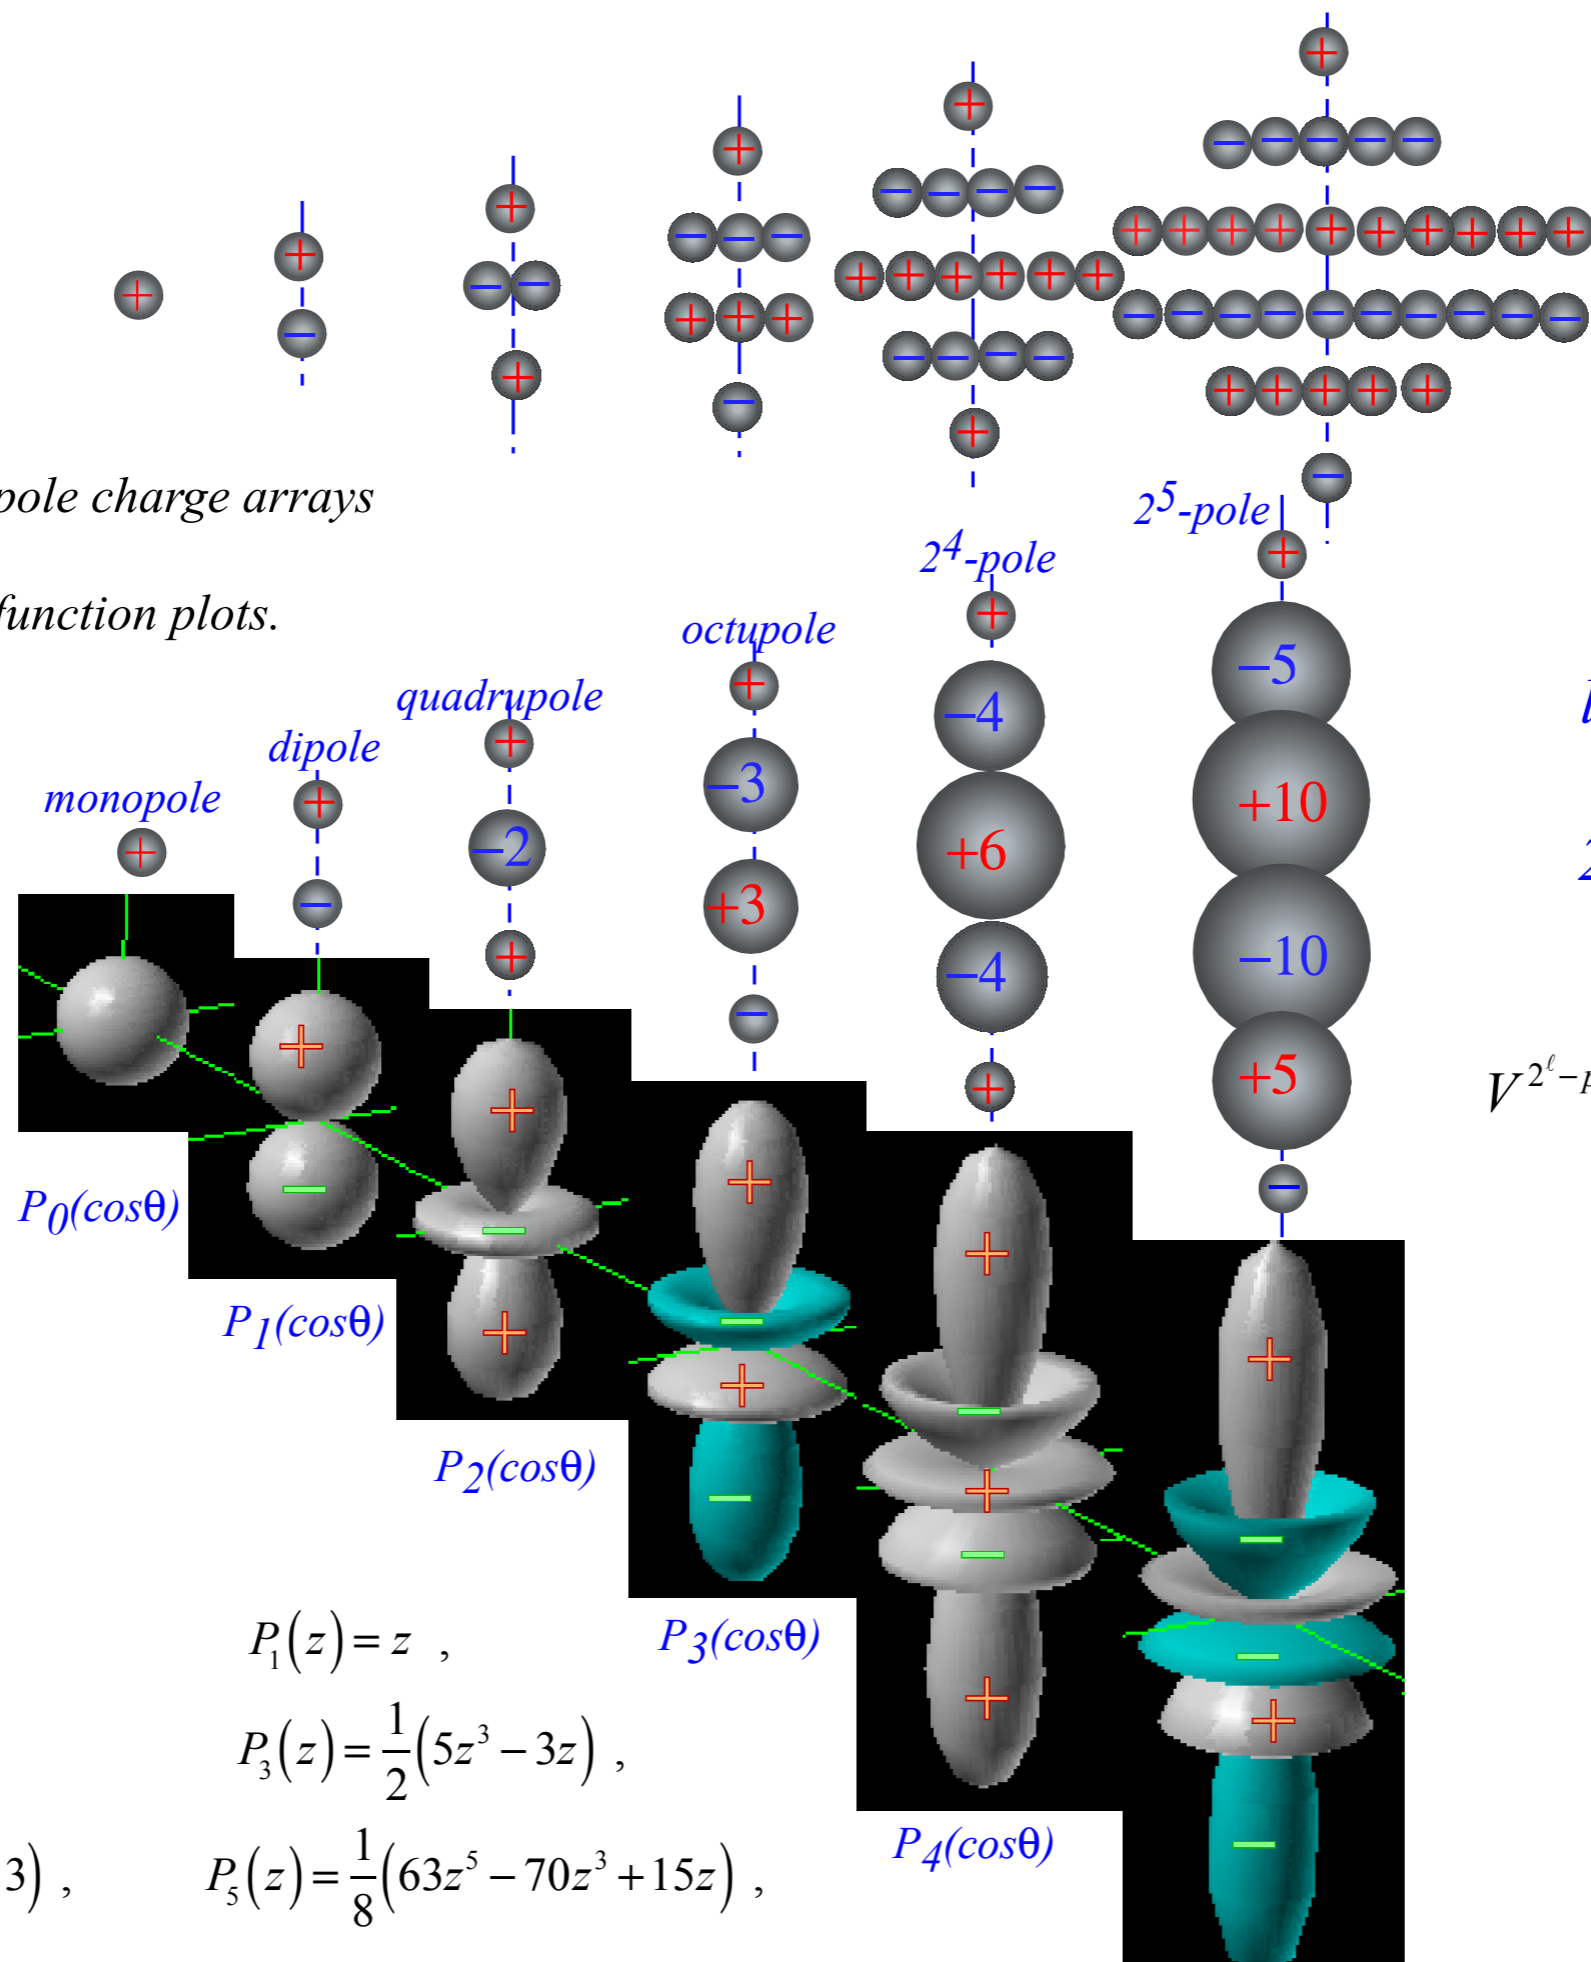 +
+
−
+
− −
+
+
− − −
+ + +
−
+
− − − −
+ + + + + +
− − − −
+
+
− − − − −
+ + + + + + + + + +
− − − − − − − − − −
+ + + + +
−
pole charge arrays
function plots.
monopole
+
dipole
+
−
quadrupole
+
−2
+
octupole
+
−3
+3
−
2⁴-pole
+
−4
+6
−4
+
2⁵-pole
+
−5
+10
−10
+5
−
l
2
V^{2^ℓ−p
P₀(cosθ)
+
−
P₁(cosθ)
+
−
+
P₂(cosθ)
+
−
+
−
P₃(cosθ)
+
−
+
−
+
P₄(cosθ)
+
−
−
+
−
P₁(z) = z ,
P₃(z) = 1/2 (5z³ − 3z) ,
3) , P₅(z) = 1/8 (63z⁵ − 70z³ + 15z) ,